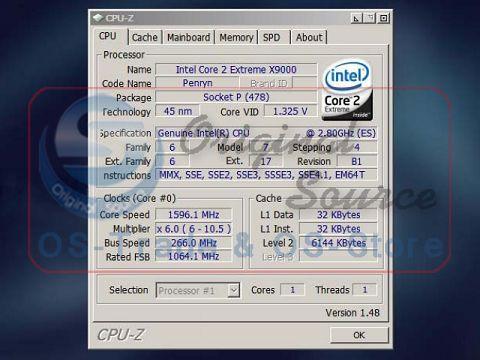 CPU-Z
CPU Cache Mainboard Memory SPD About
Processor
Name Intel Core 2 Extreme X9000
Code Name Penryn Brand ID
Package Socket P (478)
Technology 45 nm Core VID 1.325 V
Specification Genuine Intel(R) CPU @ 2.80GHz (ES)
Family 6 Model 7 Stepping 4
Ext. Family 6 Ext. 17 Revision B1
Instructions MMX, SSE, SSE2, SSE3, SSSE3, SSE4.1, EM64T
intel
Core 2
Extreme
inside
Clocks (Core #0)
Core Speed 1596.1 MHz
Multiplier x 6.0 ( 6 - 10.5 )
Bus Speed 266.0 MHz
Rated FSB 1064.1 MHz
Cache
L1 Data 32 KBytes
L1 Inst. 32 KBytes
Level 2 6144 KBytes
Level 3
Selection Processor #1 Cores 1 Threads 1
Version 1.48
CPU-Z OK
Original
Source
OS-Trade & OS-Store